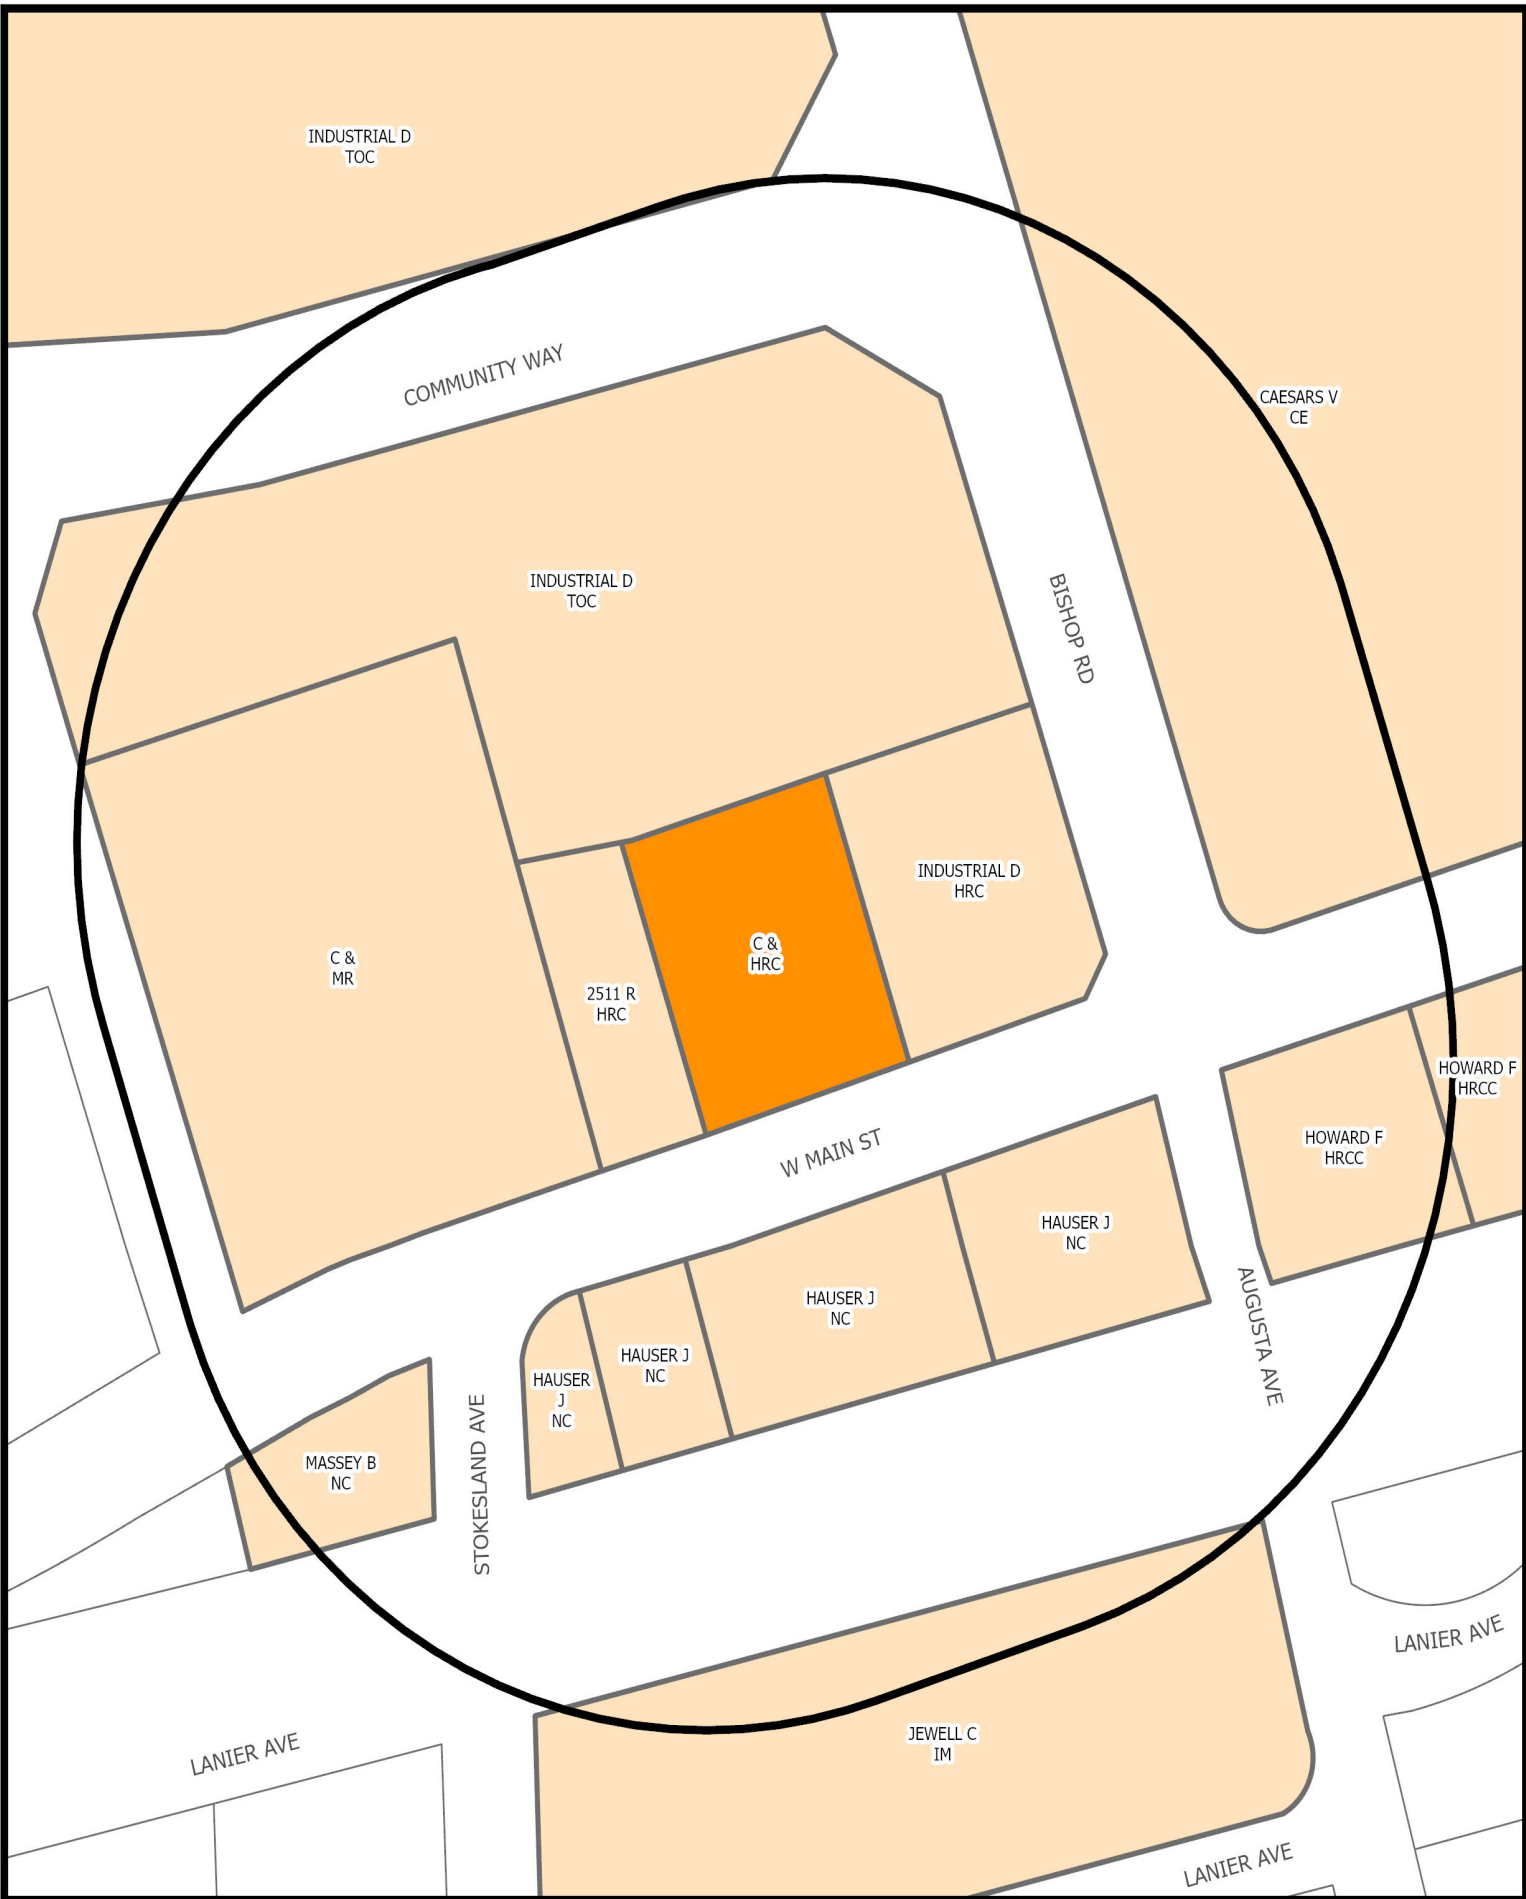 INDUSTRIAL D
TOC
COMMUNITY WAY
CAESARS V
CE
INDUSTRIAL D
TOC
BISHOP RD
INDUSTRIAL D
HRC
C &
HRC
C &
MR
2511 R
HRC
HOWARD F
HRCC
HOWARD F
HRCC
W MAIN ST
HAUSER J
NC
HAUSER J
NC
HAUSER J
NC
HAUSER
J
NC
AUGUSTA AVE
MASSEY B
NC
STOKESLAND AVE
LANIER AVE
JEWELL C
IM
LANIER AVE
LANIER AVE